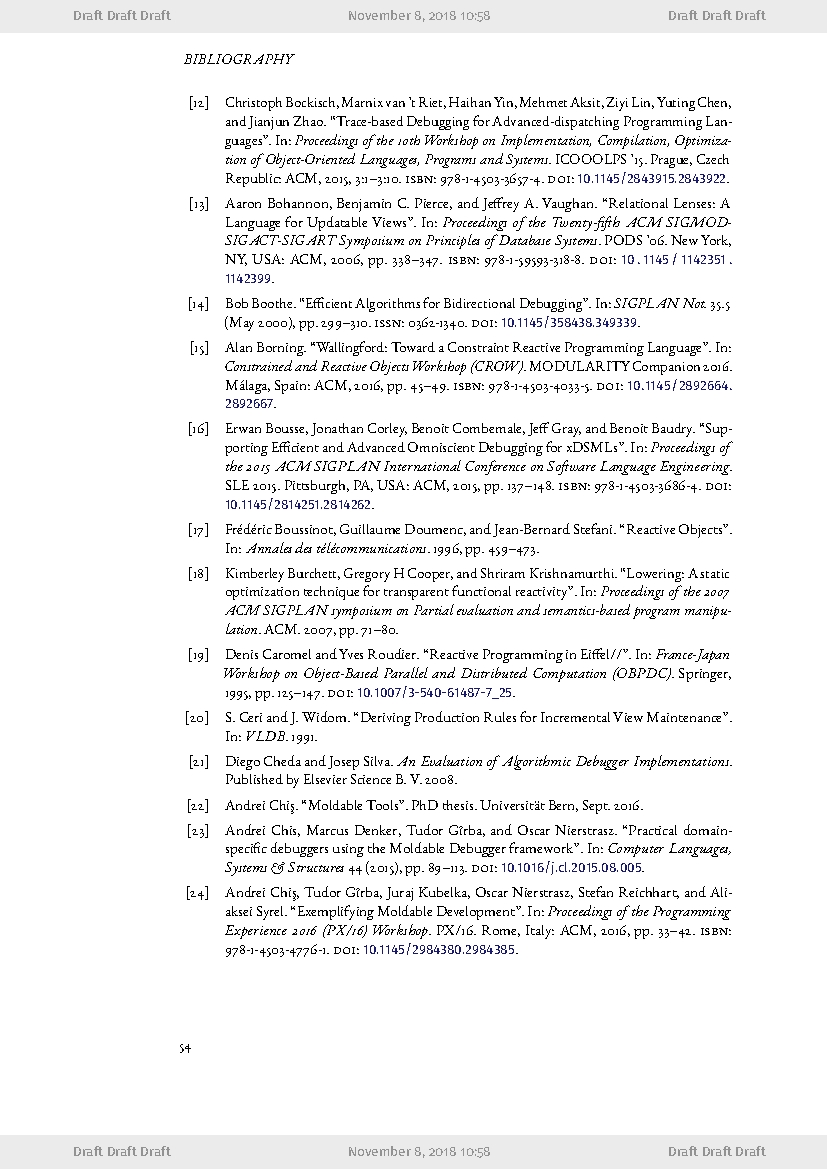 Draft Draft Draft November 8, 2018 10:58 Draft Draft Draft
BIBLIOGRAPHY
[12] Christoph Bockisch, Marnix van 't Riet, Haihan Yin, Mehmet Aksit, Ziyi Lin, Yuting Chen,
and Jianjun Zhao. “Trace-based Debugging for Advanced-dispatching Programming Lan-
guages”. In: Proceedings of the 10th Workshop on Implementation, Compilation, Optimiza-
tion of Object-Oriented Languages, Programs and Systems. ICOOOLPS ’15. Prague, Czech
Republic: ACM, 2015, 3:1–3:10. ISBN: 978-1-4503-3657-4. DOI: 10.1145/2843915.2843922.
[13] Aaron Bohannon, Benjamin C. Pierce, and Jeffrey A. Vaughan. “Relational Lenses: A
Language for Updatable Views”. In: Proceedings of the Twenty-fifth ACM SIGMOD-
SIGACT-SIGART Symposium on Principles of Database Systems. PODS ’06. New York,
NY, USA: ACM, 2006, pp. 338–347. ISBN: 978-1-59593-318-8. DOI: 10 . 1145 / 1142351 .
1142399.
[14] Bob Boothe. “Efficient Algorithms for Bidirectional Debugging”. In: SIGPLAN Not. 35.5
(May 2000), pp. 299–310. ISSN: 0362-1340. DOI: 10.1145/358438.349339.
[15] Alan Borning. “Wallingford: Toward a Constraint Reactive Programming Language”. In:
Constrained and Reactive Objects Workshop (CROW). MODULARITY Companion 2016.
Málaga, Spain: ACM, 2016, pp. 45–49. ISBN: 978-1-4503-4033-5. DOI: 10.1145/2892664.
2892667.
[16] Erwan Bousse, Jonathan Corley, Benoit Combemale, Jeff Gray, and Benoit Baudry. “Sup-
porting Efficient and Advanced Omniscient Debugging for xDSMLs”. In: Proceedings of
the 2015 ACM SIGPLAN International Conference on Software Language Engineering.
SLE 2015. Pittsburgh, PA, USA: ACM, 2015, pp. 137–148. ISBN: 978-1-4503-3686-4. DOI:
10.1145/2814251.2814262.
[17] Frédéric Boussinot, Guillaume Doumenc, and Jean-Bernard Stefani. “Reactive Objects”.
In: Annales des télécommunications. 1996, pp. 459–473.
[18] Kimberley Burchett, Gregory H Cooper, and Shriram Krishnamurthi. “Lowering: A static
optimization technique for transparent functional reactivity”. In: Proceedings of the 2007
ACM SIGPLAN symposium on Partial evaluation and semantics-based program manipu-
lation. ACM. 2007, pp. 71–80.
[19] Denis Caromel and Yves Roudier. “Reactive Programming in Eiffel//”. In: France-Japan
Workshop on Object-Based Parallel and Distributed Computation (OBPDC). Springer,
1995, pp. 125–147. DOI: 10.1007/3-540-61487-7_25.
[20] S. Ceri and J. Widom. “Deriving Production Rules for Incremental View Maintenance”.
In: VLDB. 1991.
[21] Diego Cheda and Josep Silva. An Evaluation of Algorithmic Debugger Implementations.
Published by Elsevier Science B. V. 2008.
[22] Andrei Chiş. “Moldable Tools”. PhD thesis. Universität Bern, Sept. 2016.
[23] Andrei Chis, Marcus Denker, Tudor Gîrba, and Oscar Nierstrasz. “Practical domain-
specific debuggers using the Moldable Debugger framework”. In: Computer Languages,
Systems & Structures 44 (2015), pp. 89–113. DOI: 10.1016/j.cl.2015.08.005.
[24] Andrei Chiş, Tudor Gîrba, Juraj Kubelka, Oscar Nierstrasz, Stefan Reichhart, and Ali-
aksei Syrel. “Exemplifying Moldable Development”. In: Proceedings of the Programming
Experience 2016 (PX/16) Workshop. PX/16. Rome, Italy: ACM, 2016, pp. 33–42. ISBN:
978-1-4503-4776-1. DOI: 10.1145/2984380.2984385.
54
Draft Draft Draft November 8, 2018 10:58 Draft Draft Draft